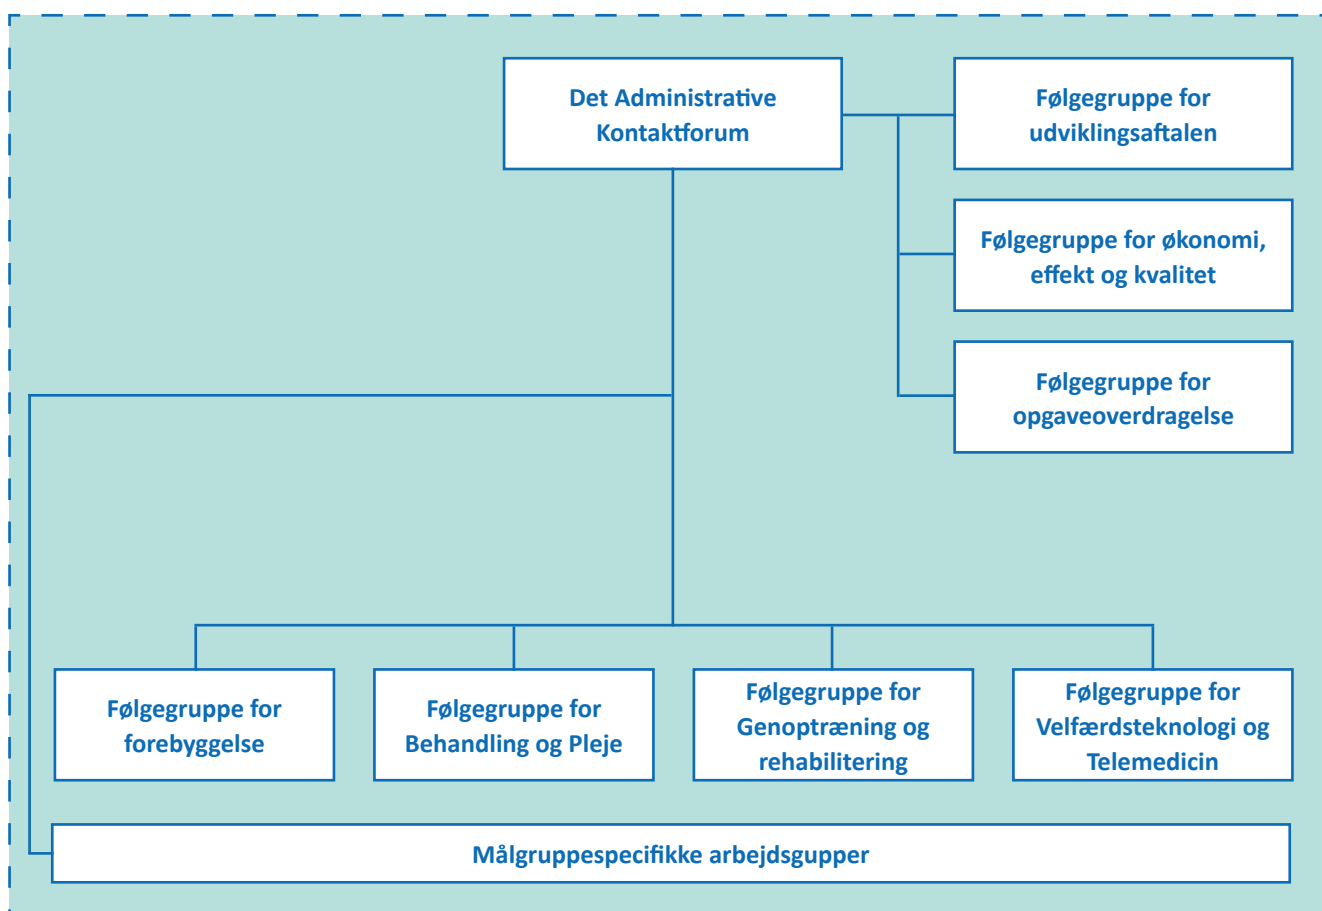 Det Administrative
Kontaktforum
Følgegruppe for
udviklingsaftalen
Følgegruppe for økonomi,
effekt og kvalitet
Følgegruppe for
opgaveoverdragelse
Følgegruppe for
forebyggelse
Følgegruppe for
Behandling og Pleje
Følgegruppe for
Genoptræning og
rehabilitering
Følgegruppe for
Velfærdsteknologi og
Telemedicin
Målgruppespecifikke arbejdsgupper